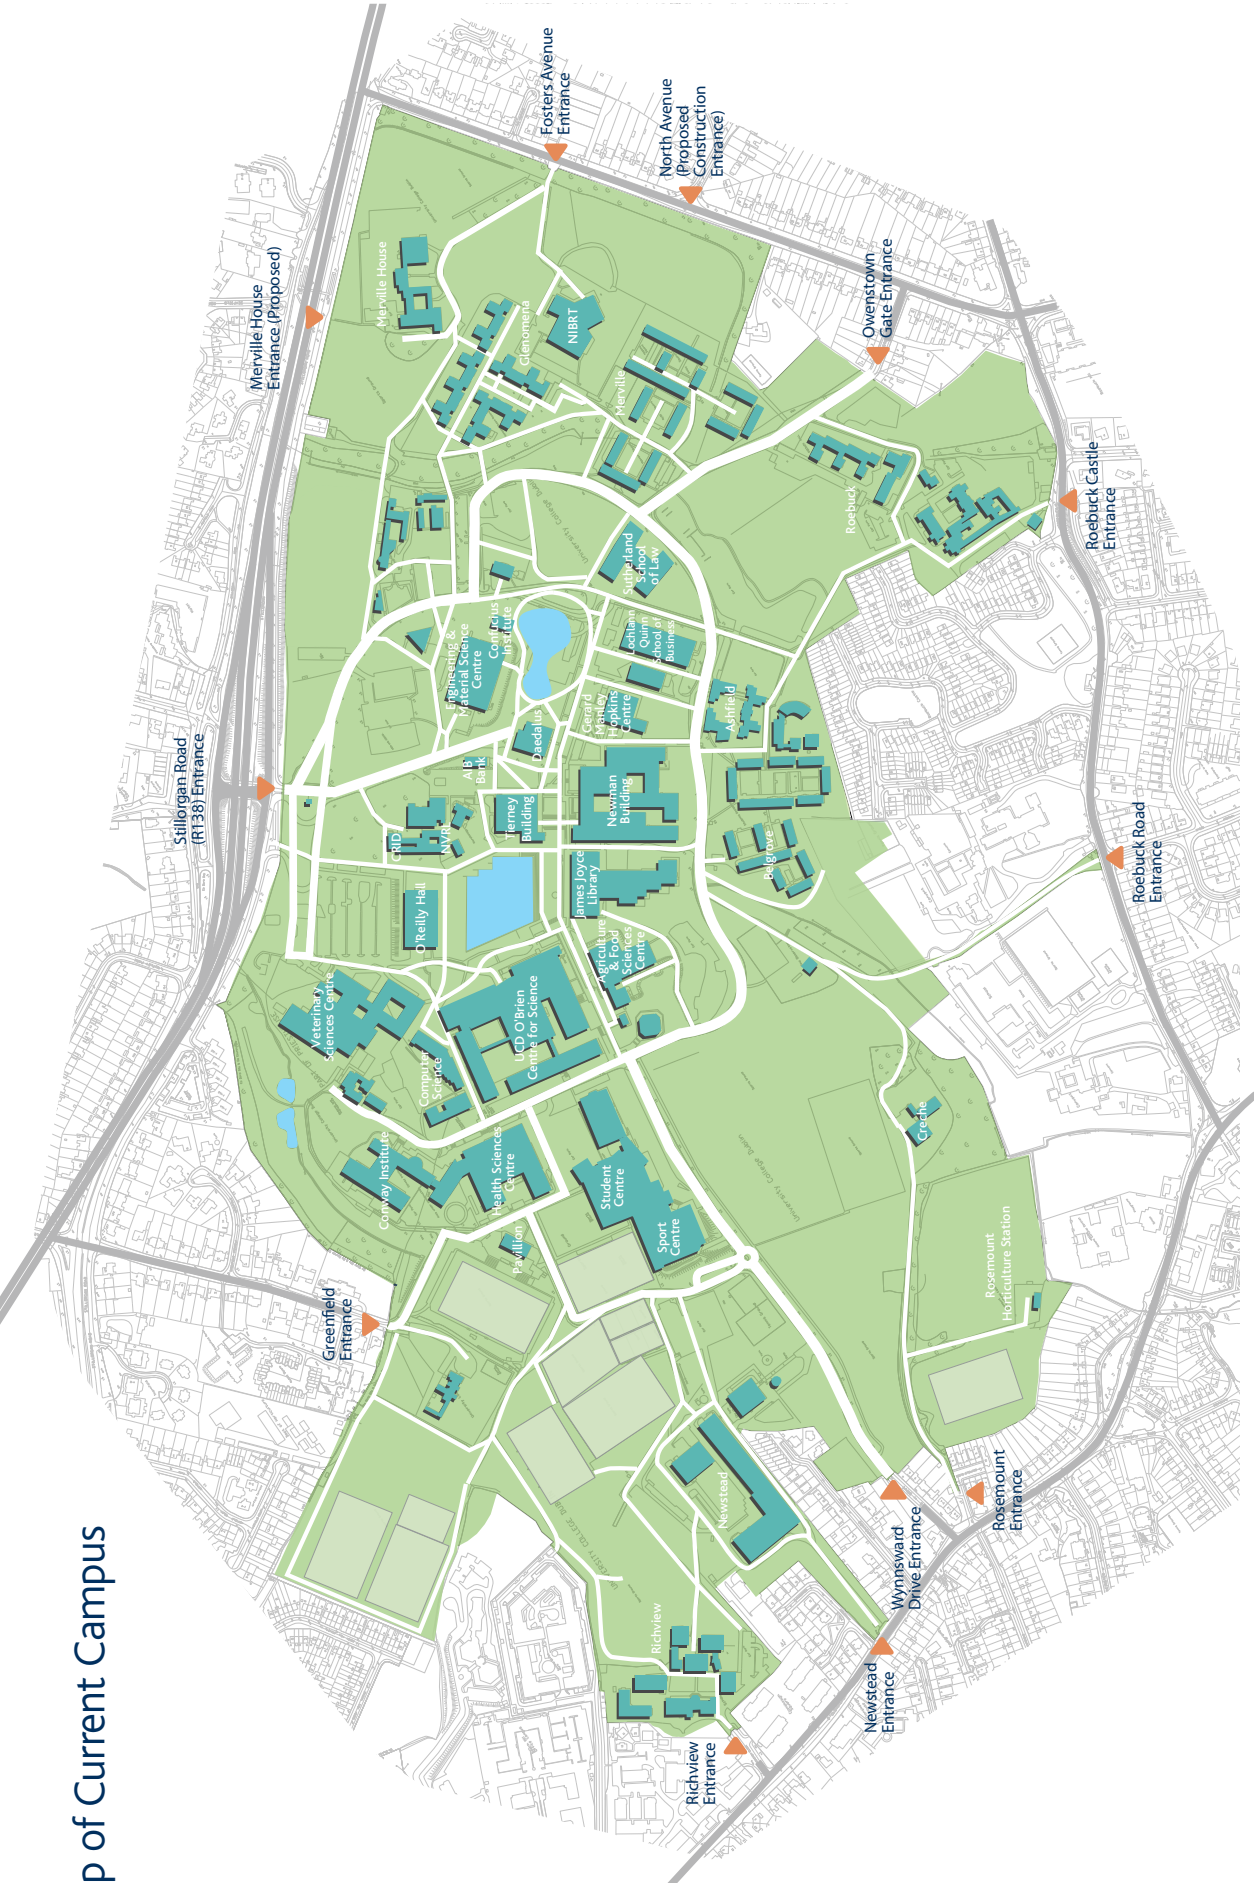 p of Current Campus
Richview
Entrance
Newstead
Entrance
Wynnsward
Drive Entrance
Rosemount
Entrance
Greenfield
Entrance
Stillorgan Road
(R138) Entrance
Merville House
Entrance (Proposed)
Fosters Avenue
Entrance
North Avenue
(Proposed
Construction
Entrance)
Owenstown
Gate Entrance
Roebuck Castle
Entrance
Roebuck Road
Entrance
Richview
Newstead
Rosemount
Horticulture Station
Creche
Pavillion
Sport
Centre
Student
Centre
Conway Institute
Health Sciences
Centre
Computer
Science
Veterinary
Sciences Centre
UCD O'Brien
Centre for Science
Agriculture
& Food
Sciences
Centre
O'Reilly Hall
James Joyce
Library
CRID
NVRL
Tierney
Building
Newman
Building
Belgrove
AIB
Bank
Daedalus
Gerard
Manley
Hopkins
Centre
Ashfield
Engineering &
Material Science
Centre
Confucius
Institute
Lochlann
Quinn
School of
Business
Sutherland
School
of Law
Roebuck
Merville
Glenomena
NIBRT
Merville House